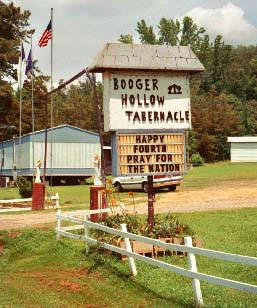 BOOGER
HOLLOW
TABERNACLE
HAPPY
FOURTH
PRAY FOR
THE NATION